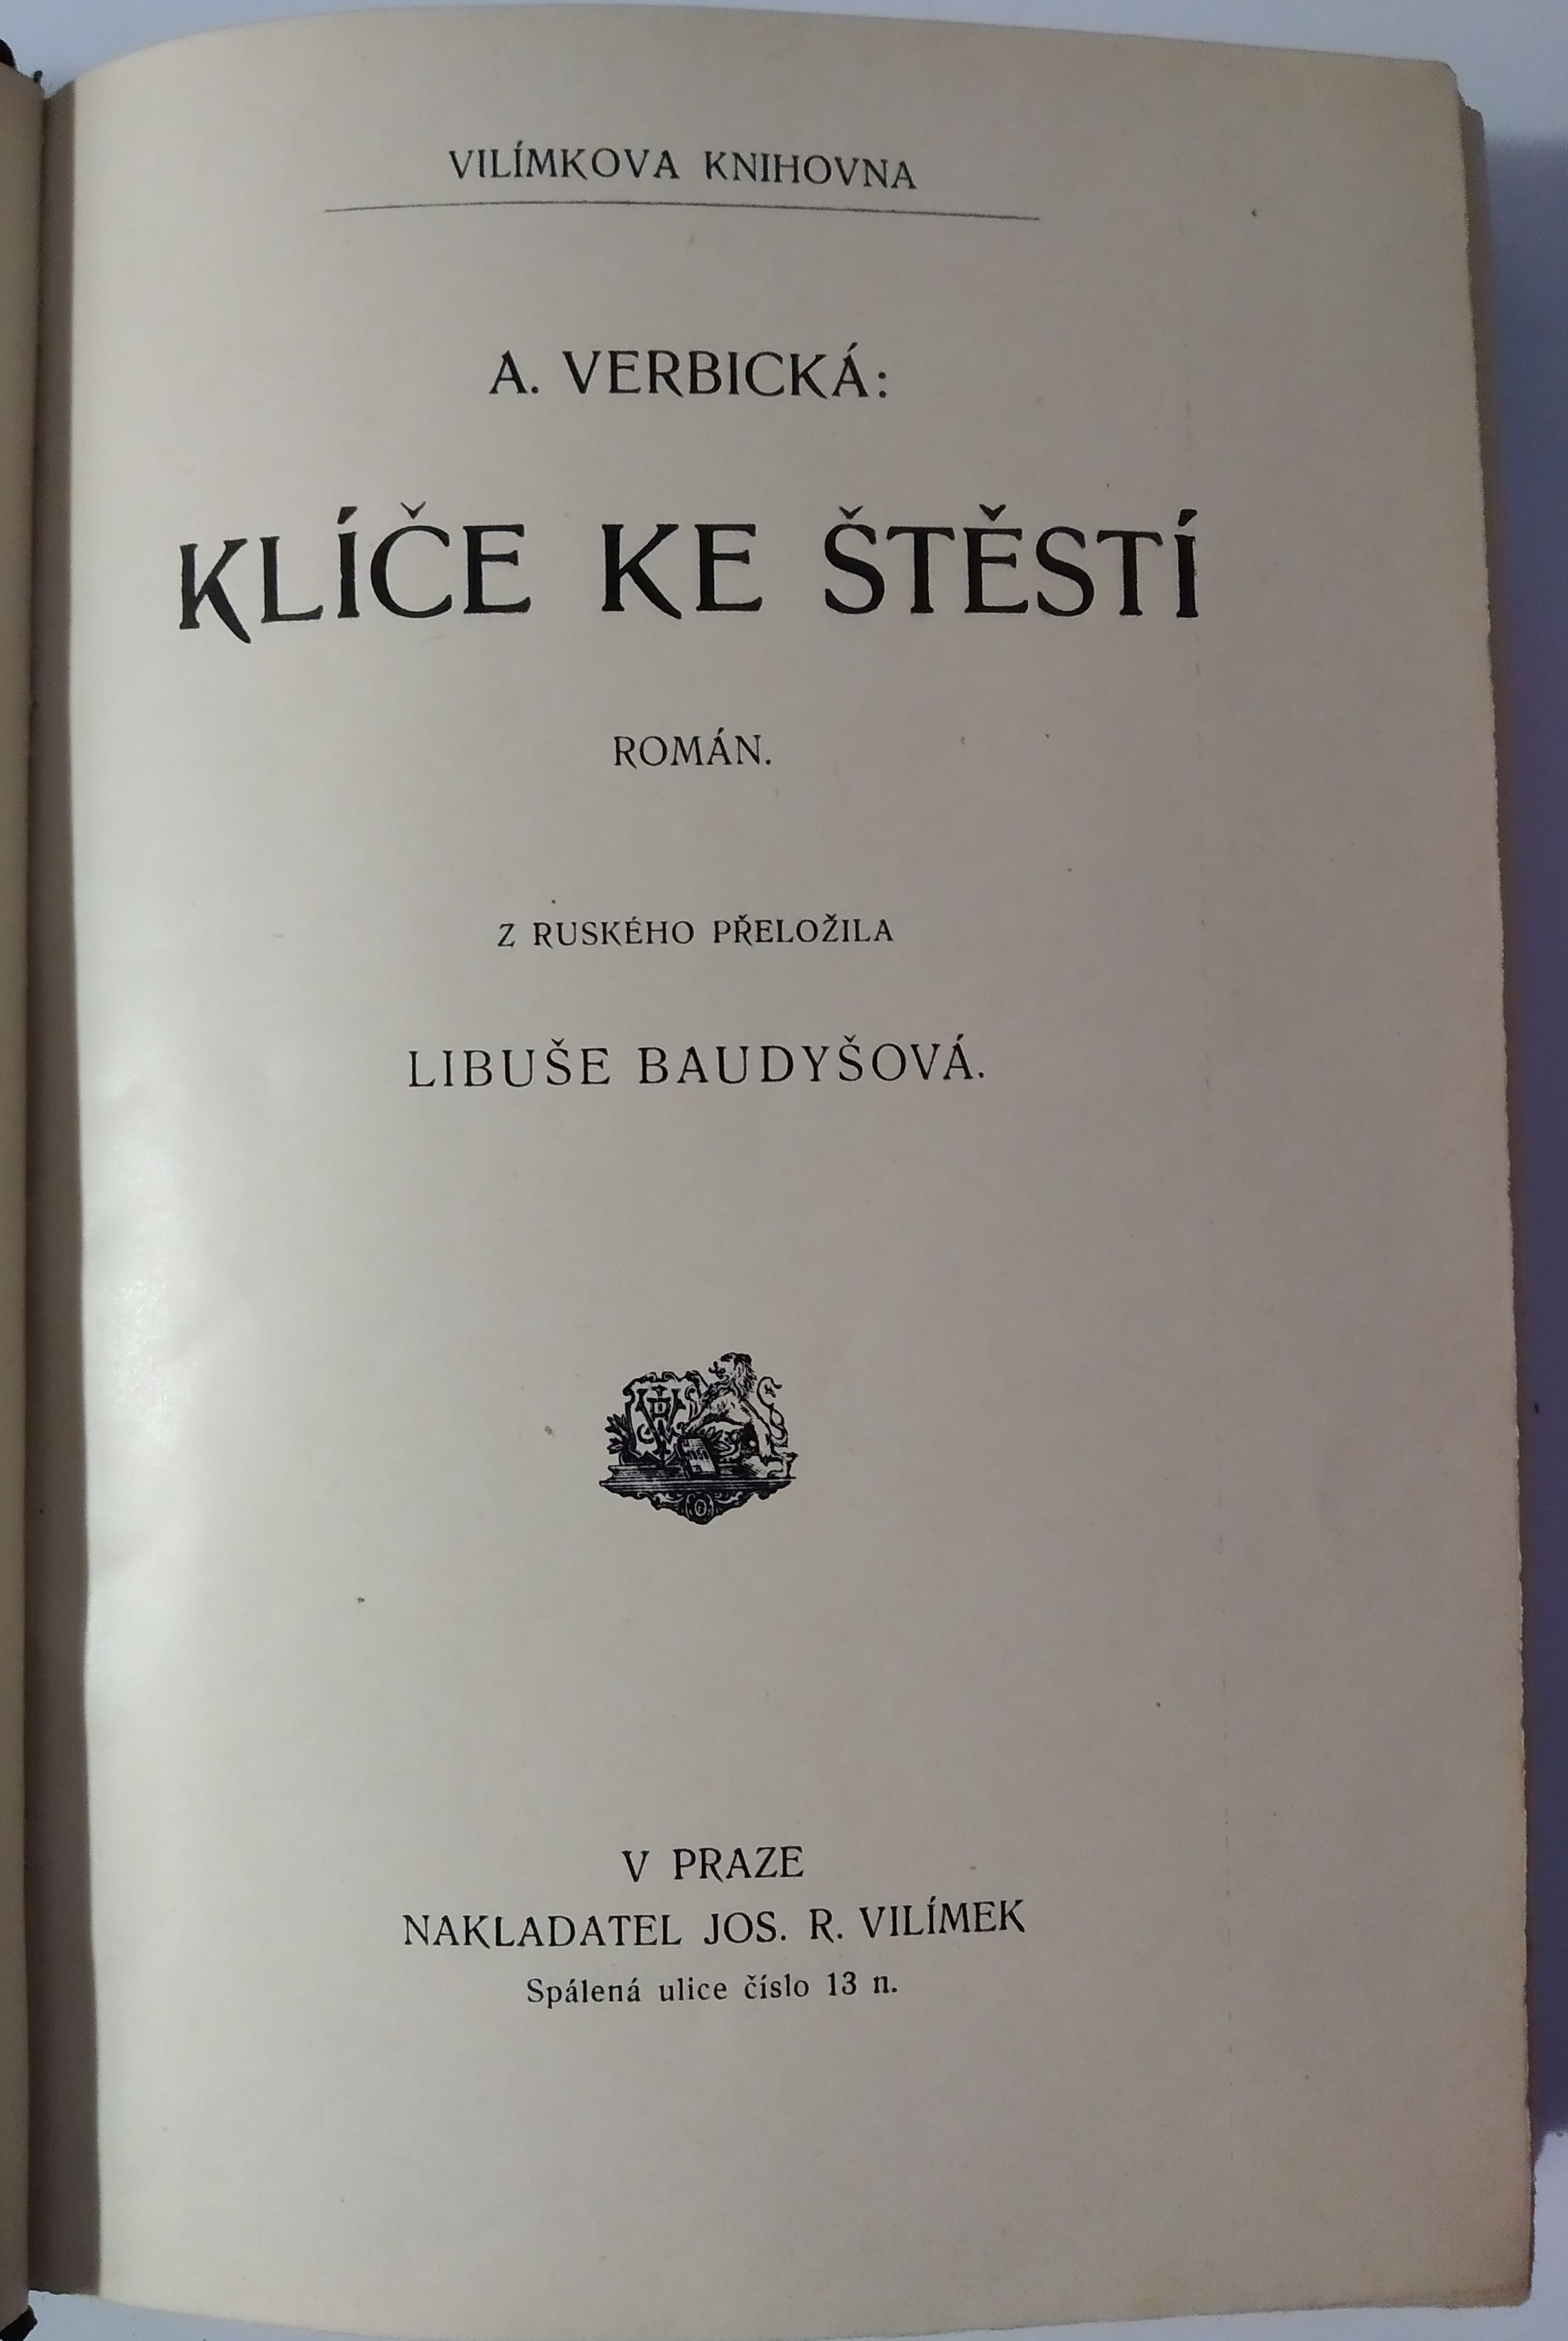 VILÍMKOVA KNIHOVNA
A. VERBICKÁ:
KLÍČE KE ŠTĚSTÍ
ROMÁN.
Z RUSKÉHO PŘELOŽILA
LIBUŠE BAUDYŠOVÁ.
V PRAZE
NAKLADATEL JOS. R. VILÍMEK
Spálená ulice číslo 13 n.